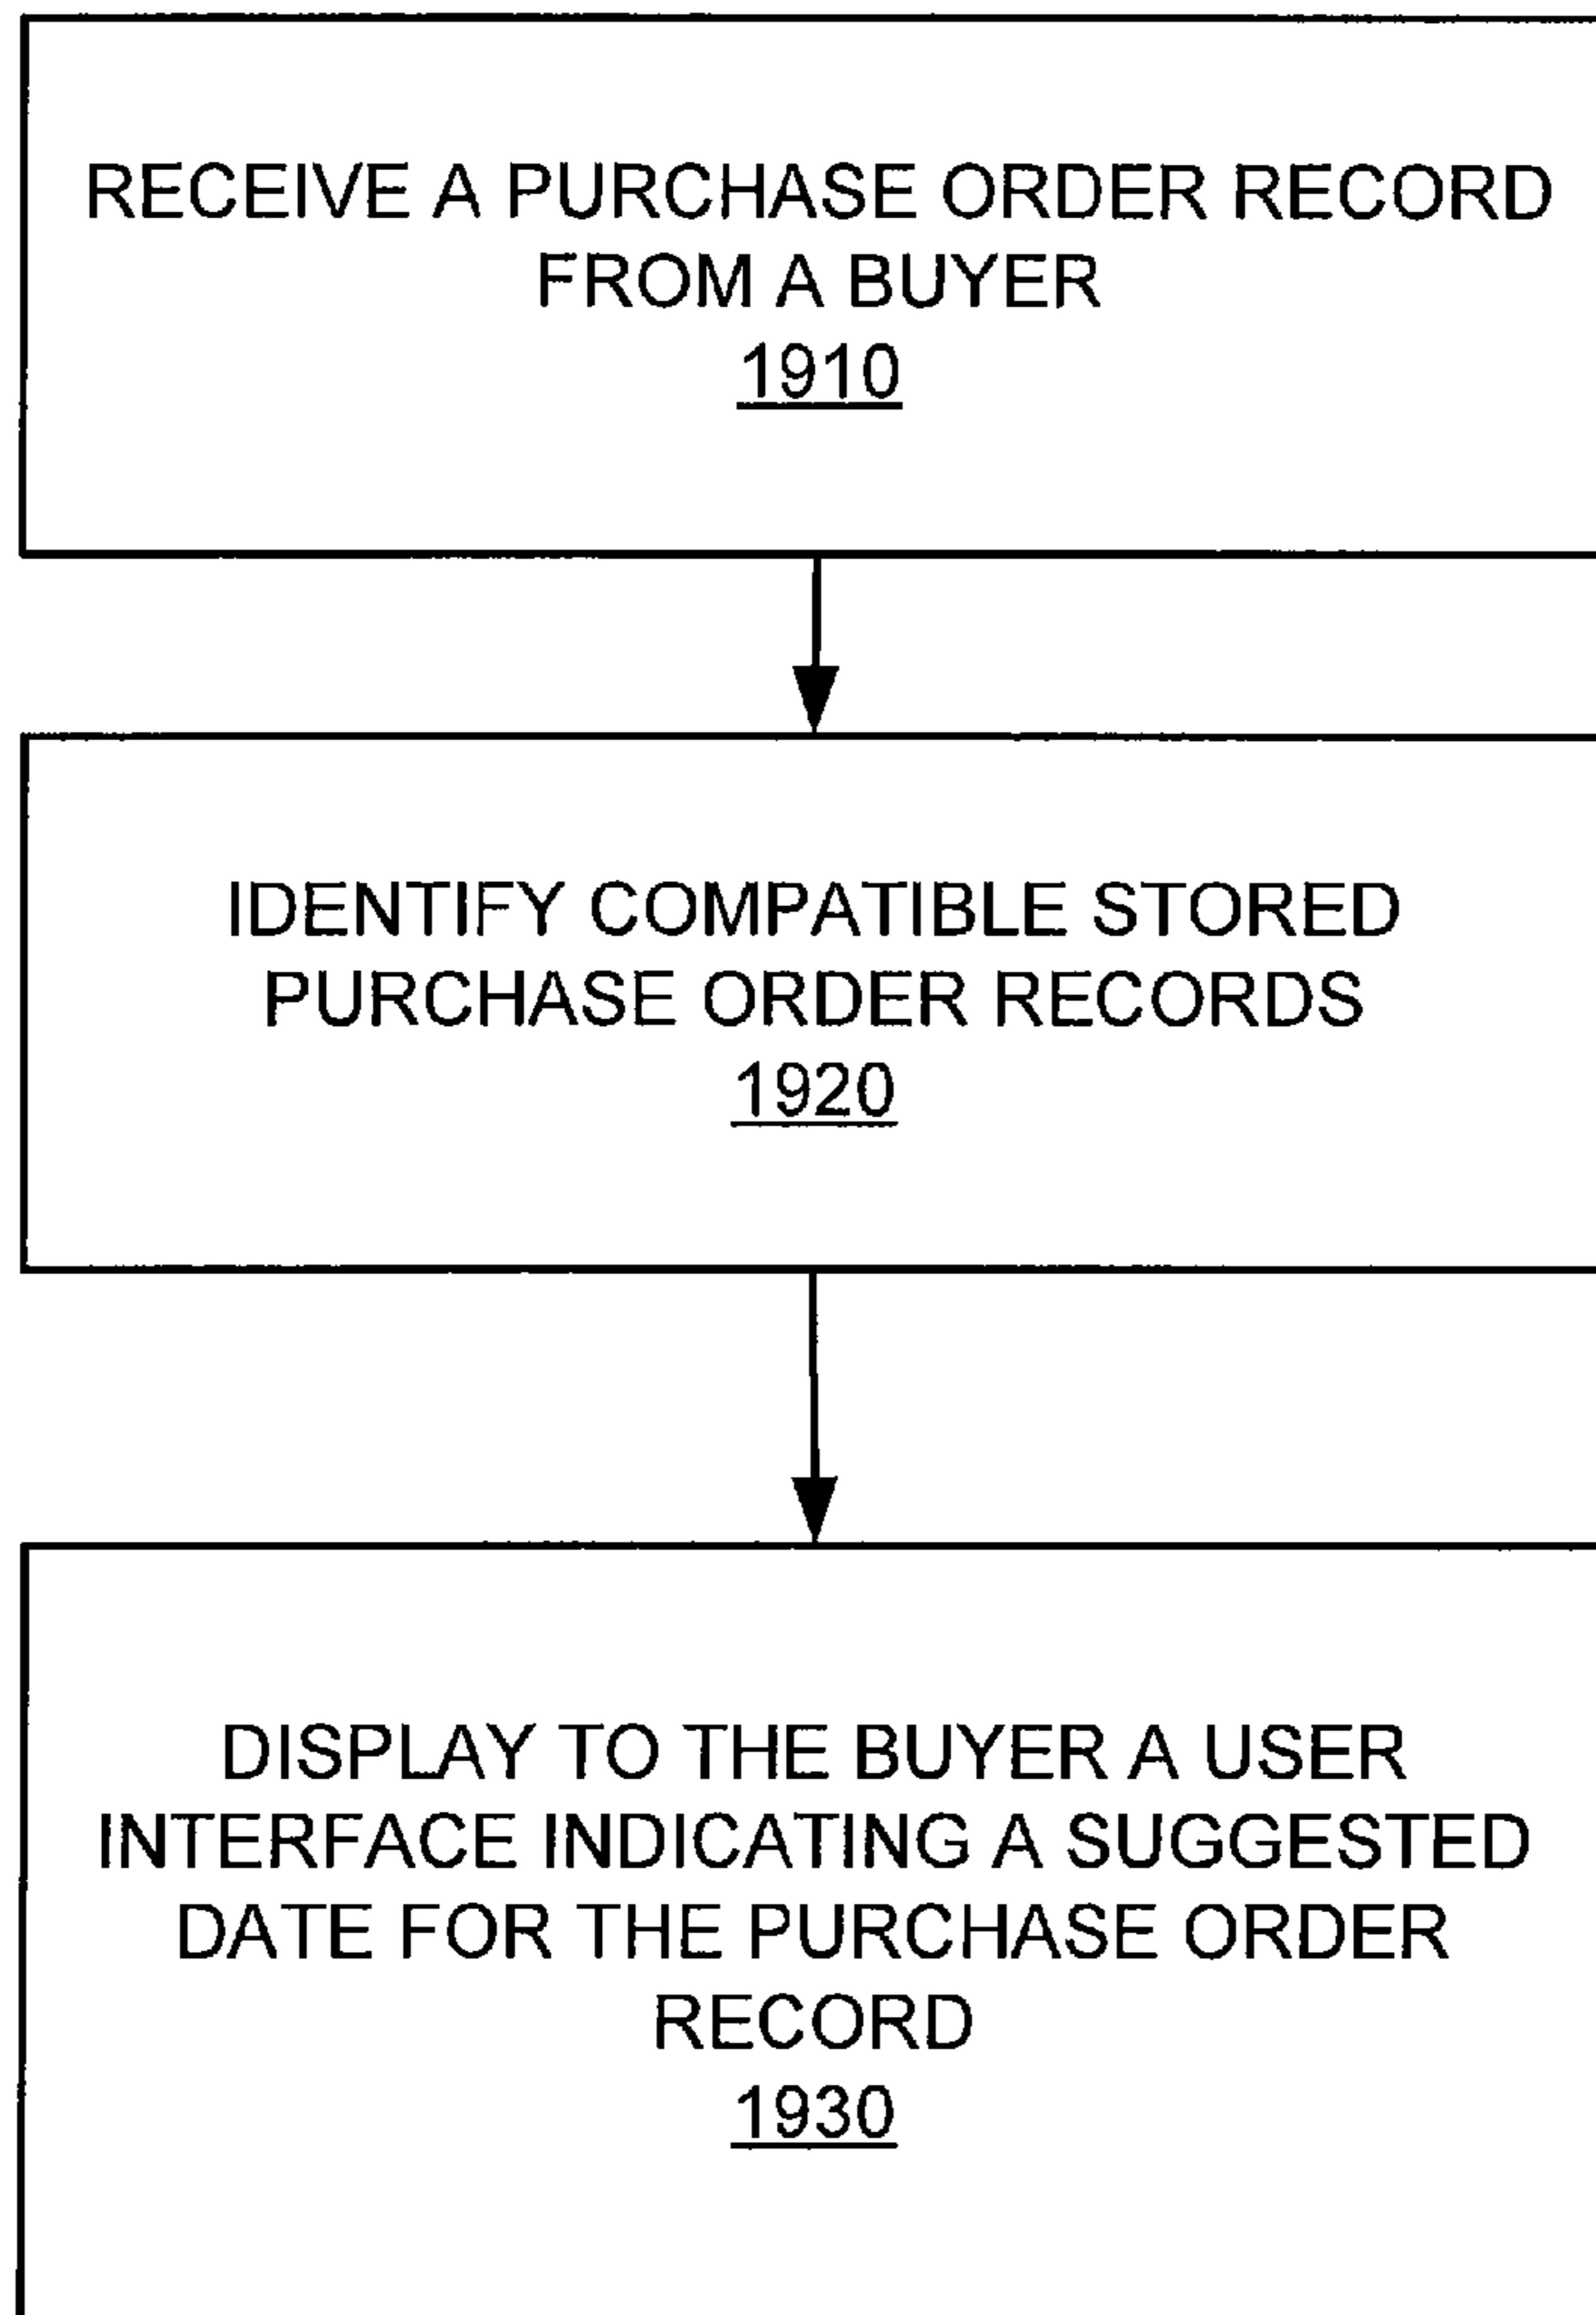 RECEIVE A PURCHASE ORDER RECORD
FROM A BUYER
1910
IDENTIFY COMPATIBLE STORED
PURCHASE ORDER RECORDS
1920
DISPLAY TO THE BUYER A USER
INTERFACE INDICATING A SUGGESTED
DATE FOR THE PURCHASE ORDER
RECORD
1930